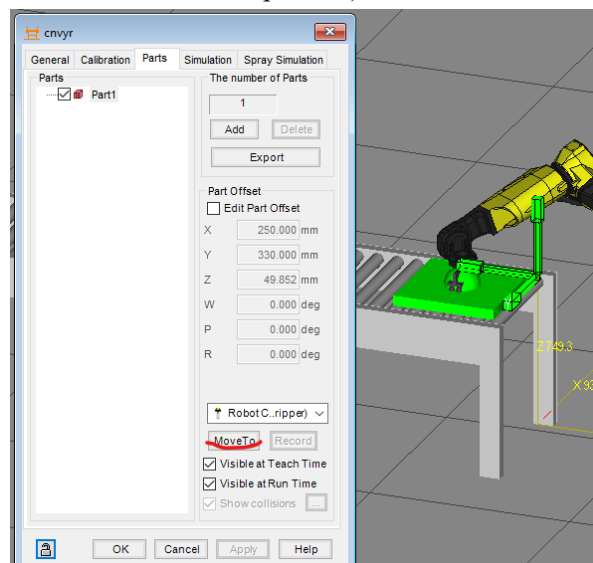 cnvyr
General Calibration Parts Simulation Spray Simulation
Parts
Part1
The number of Parts
1
Add Delete
Export
Part Offset
Edit Part Offset
X 250.000 mm
Y 330.000 mm
Z 49.852 mm
W 0.000 deg
P 0.000 deg
R 0.000 deg
Robot C..ripper)
MoveTo Record
Visible at Teach Time
Visible at Run Time
Show collisions ...
OK Cancel Apply Help
Y
Z 749.3
X 93